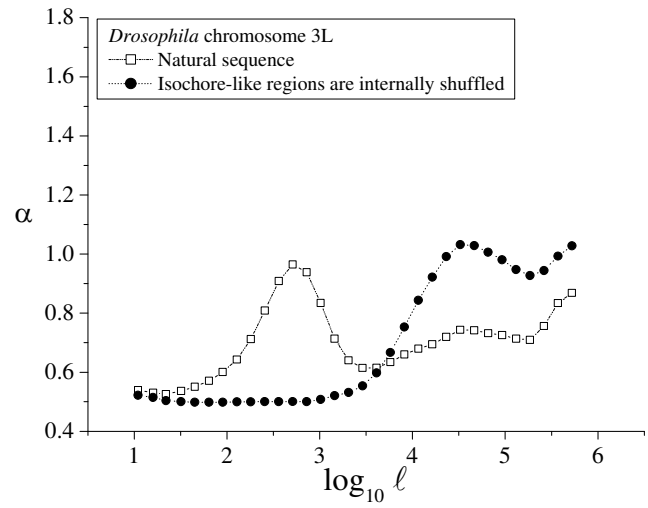 Drosophila chromosome 3L
Natural sequence
Isochore-like regions are internally shuffled
1.8
1.6
1.4
1.2
1.0
0.8
0.6
0.4
α
1 2 3 4 5 6
log₁₀ ℓ